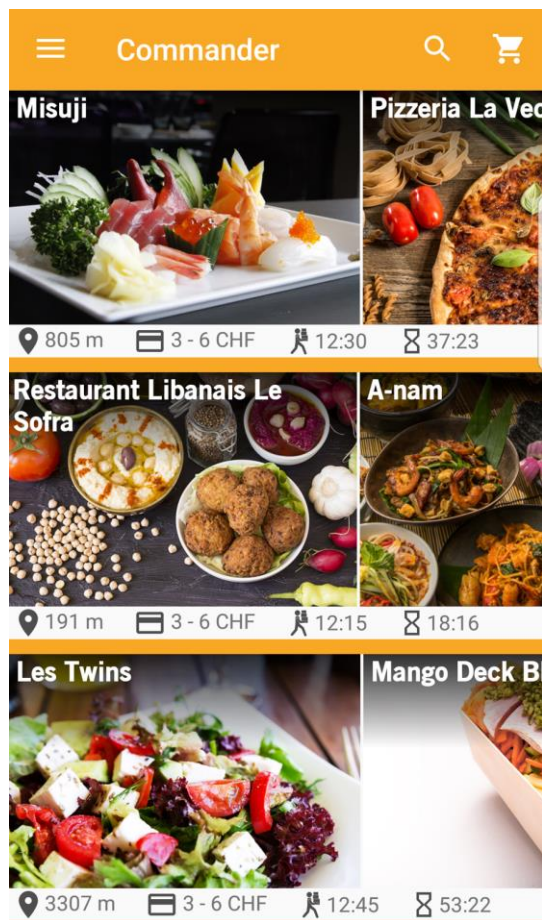 Commander
Misuji
Pizzeria La Vec
805 m
3 - 6 CHF
12:30
37:23
Restaurant Libanais Le
Sofra
A-nam
191 m
3 - 6 CHF
12:15
18:16
Les Twins
Mango Deck
3307 m
3 - 6 CHF
12:45
53:22